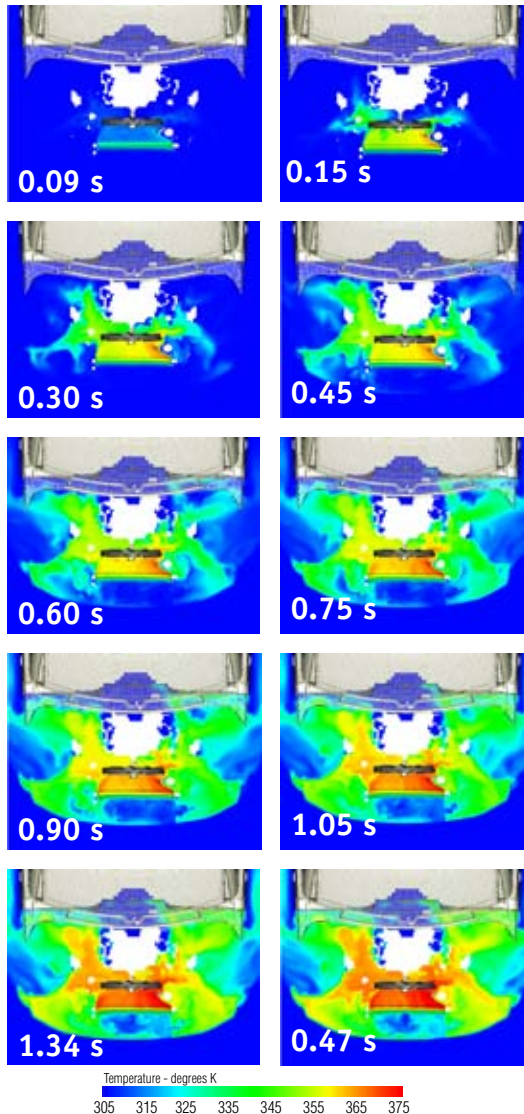 0.09 s
0.15 s
0.30 s
0.45 s
0.60 s
0.75 s
0.90 s
1.05 s
1.34 s
0.47 s
Temperature - degrees K
305 315 325 335 345 355 365 375